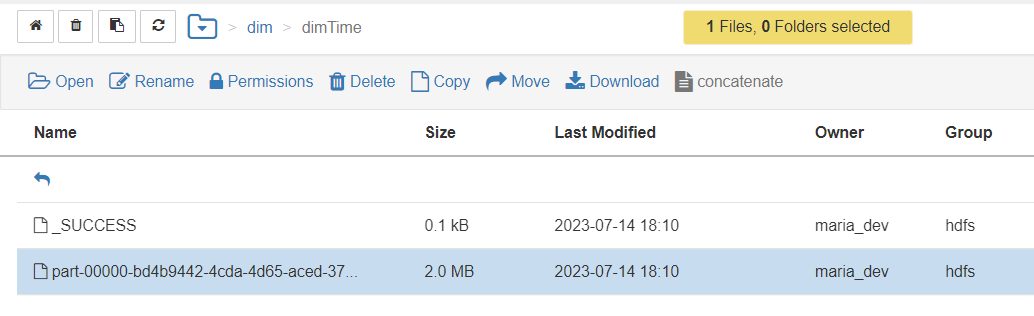 > dim > dimTime
1 Files, 0 Folders selected
Open Rename Permissions Delete Copy Move Download concatenate
Name Size Last Modified Owner Group
_SUCCESS 0.1 kB 2023-07-14 18:10 maria_dev hdfs
part-00000-bd4b9442-4cda-4d65-aced-37... 2.0 MB 2023-07-14 18:10 maria_dev hdfs